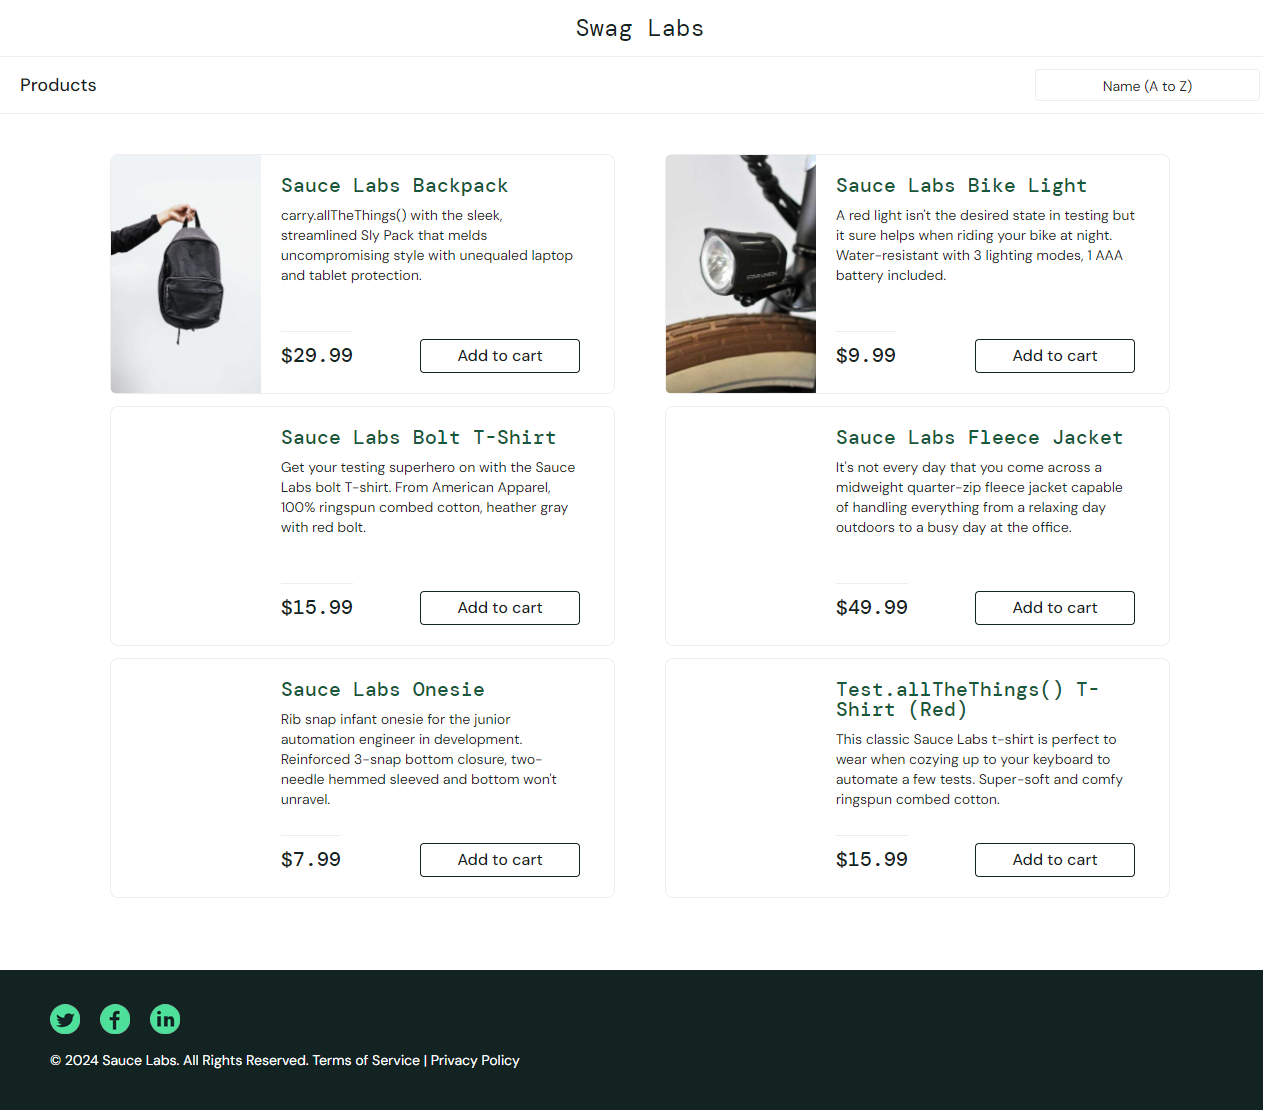 Swag Labs
Products
Name (A to Z)
Sauce Labs Backpack
carry.allTheThings() with the sleek,
streamlined Sly Pack that melds
uncompromising style with unequaled laptop
and tablet protection.
$29.99
Add to cart
Sauce Labs Bike Light
A red light isn't the desired state in testing but
it sure helps when riding your bike at night.
Water-resistant with 3 lighting modes, 1 AAA
battery included.
$9.99
Add to cart
Sauce Labs Bolt T-Shirt
Get your testing superhero on with the Sauce
Labs bolt T-shirt. From American Apparel,
100% ringspun combed cotton, heather gray
with red bolt.
$15.99
Add to cart
Sauce Labs Fleece Jacket
It's not every day that you come across a
midweight quarter-zip fleece jacket capable
of handling everything from a relaxing day
outdoors to a busy day at the office.
$49.99
Add to cart
Sauce Labs Onesie
Rib snap infant onesie for the junior
automation engineer in development.
Reinforced 3-snap bottom closure, two-
needle hemmed sleeved and bottom won't
unravel.
$7.99
Add to cart
Test.allTheThings() T-
Shirt (Red)
This classic Sauce Labs t-shirt is perfect to
wear when cozying up to your keyboard to
automate a few tests. Super-soft and comfy
ringspun combed cotton.
$15.99
Add to cart
© 2024 Sauce Labs. All Rights Reserved. Terms of Service | Privacy Policy